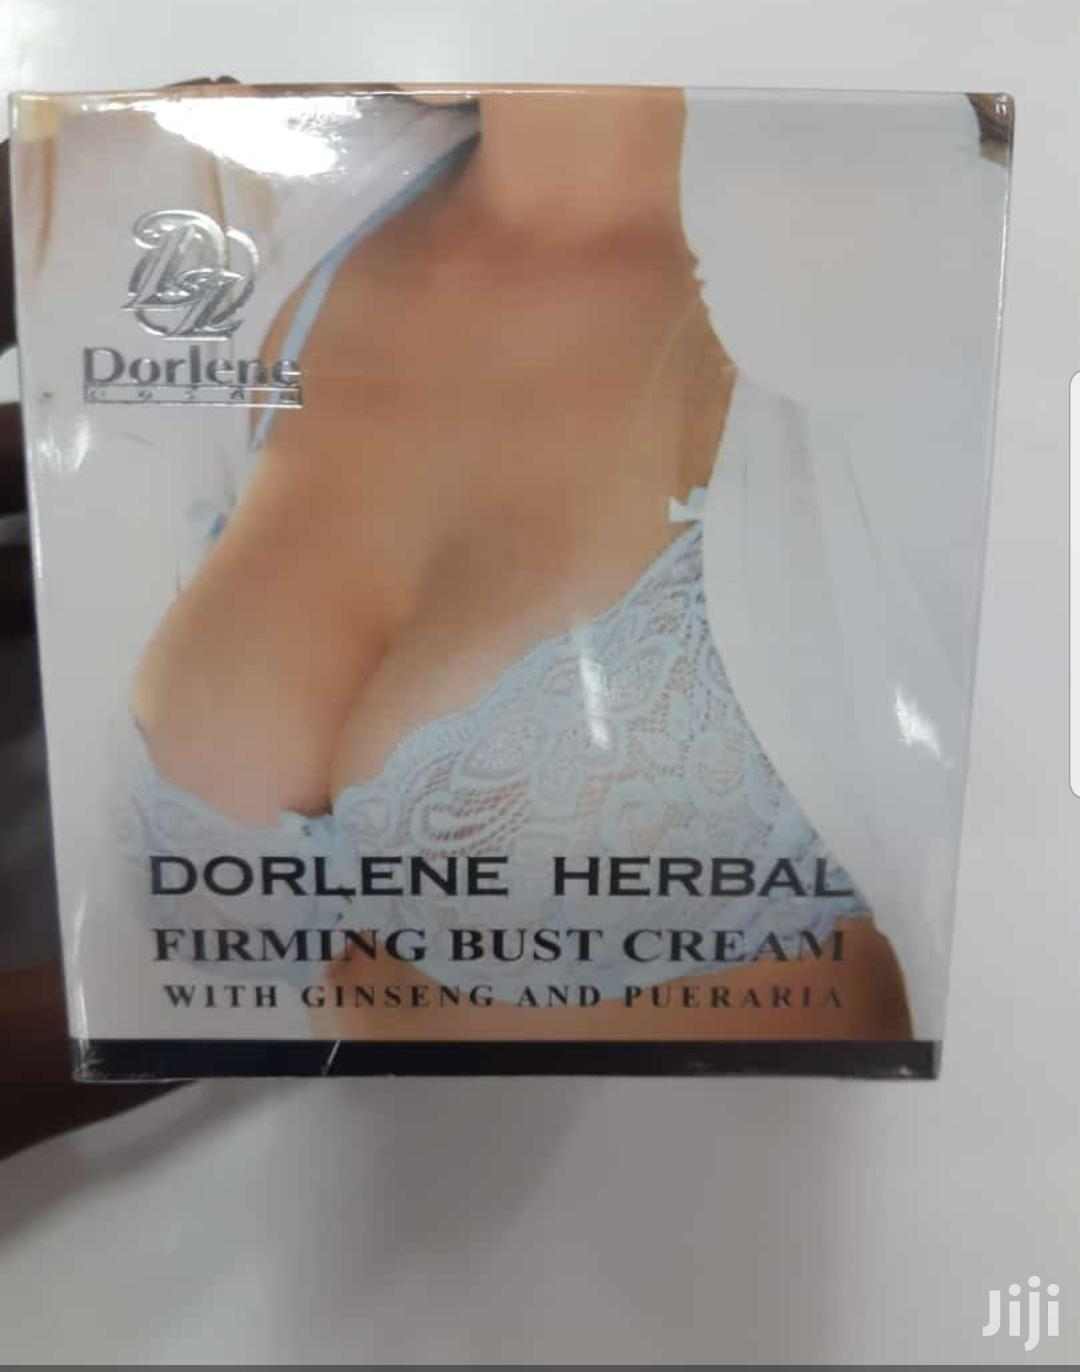 Dorlene
DORLENE HERBAL
FIRMING BUST CREAM
WITH GINSENG AND PUERARIA
Jiji